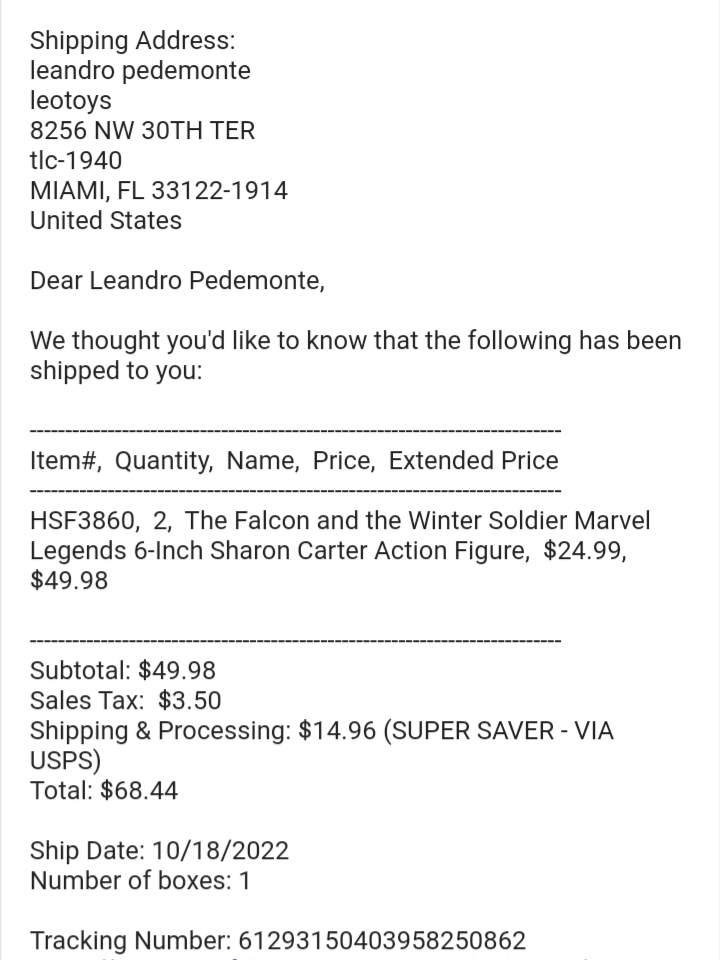 Shipping Address:
leandro pedemonte
leotoys
8256 NW 30TH TER
tlc-1940
MIAMI, FL 33122-1914
United States
Dear Leandro Pedemonte,
We thought you'd like to know that the following has been
shipped to you:
--------------------------------------------------------------------------
Item#,  Quantity,  Name,  Price,  Extended Price
--------------------------------------------------------------------------
HSF3860,  2,  The Falcon and the Winter Soldier Marvel
Legends 6-Inch Sharon Carter Action Figure,  $24.99,
$49.98
--------------------------------------------------------------------------
Subtotal: $49.98
Sales Tax:  $3.50
Shipping & Processing: $14.96 (SUPER SAVER - VIA
USPS)
Total: $68.44
Ship Date: 10/18/2022
Number of boxes: 1
Tracking Number: 61293150403958250862